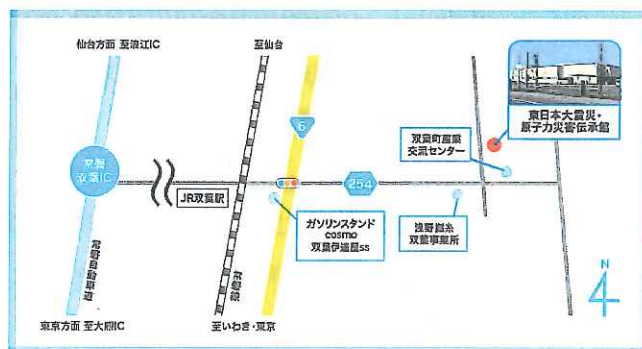 仙台方面 至浪江IC
至仙台
6
東日本大震災・
原子力災害伝承館
双葉町産業
交流センター
常磐
双葉IC
254
JR双葉駅
ガソリンスタンド
cosmo
双葉伊達屋ss
浅野撚糸
双葉事業所
常磐自動車道
常磐線
N
4
東京方面 至大熊IC
至いわき・東京